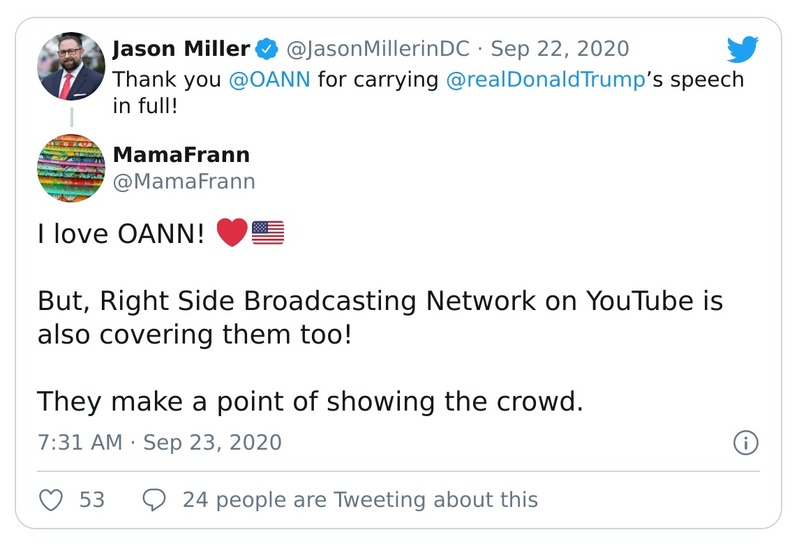 Jason Miller @JasonMillerinDC · Sep 22, 2020
Thank you @OANN for carrying @realDonaldTrump’s speech
in full!
MamaFrann
@MamaFrann
I love OANN! ❤️🇺🇸
But, Right Side Broadcasting Network on YouTube is
also covering them too!
They make a point of showing the crowd.
7:31 AM · Sep 23, 2020
53 24 people are Tweeting about this